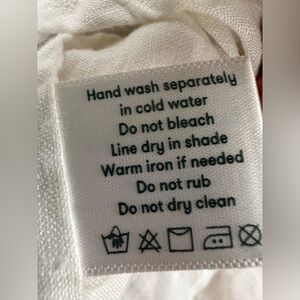 Hand wash separately
in cold water
Do not bleach
Line dry in shade
Warm iron if needed
Do not rub
Do not dry clean